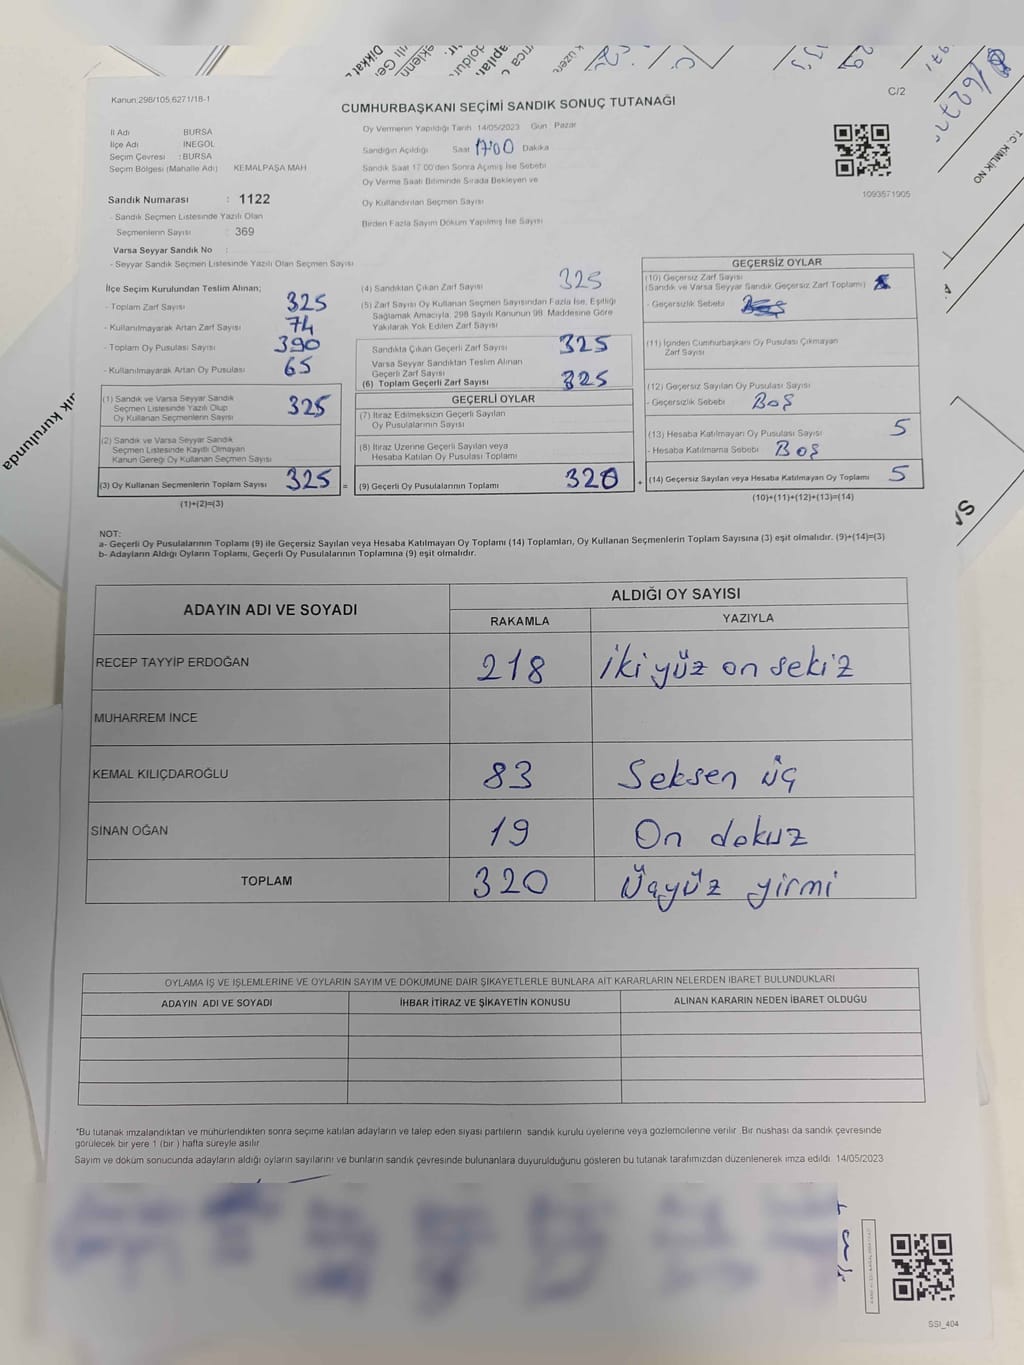 C/2
Kanun:298/105,6271/18-1
CUMHURBAŞKANI SEÇİMİ SANDIK SONUÇ TUTANAĞI
İl Adı BURSA
İlçe Adı İNEGÖL
Seçim Çevresi : BURSA
Seçim Bölgesi (Mahalle Adı) KEMALPAŞA MAH
Sandık Numarası : 1122
- Sandık Seçmen Listesinde Yazılı Olan
Seçmenlerin Sayısı : 369
Varsa Seyyar Sandık No :
- Seyyar Sandık Seçmen Listesinde Yazılı Olan Seçmen Sayısı
Oy Vermenin Yapıldığı Tarih 14/05/2023 Gün Pazar
Sandığın Açıldığı Saat 17:00 Dakika
Sandık Saat 17:00'den Sonra Açılmış İse Sebebi
Oy Verme Saati Bitiminde Sırada Bekleyen ve
Oy Kullandırılan Seçmen Sayısı
Birden Fazla Sayım Döküm Yapılmış İse Sayısı
1093571905
T.C. KİMLİK NO
İlçe Seçim Kurulundan Teslim Alınan;
- Toplam Zarf Sayısı 325
- Kullanılmayarak Artan Zarf Sayısı 74
- Toplam Oy Pusulası Sayısı 390
- Kullanılmayarak Artan Oy Pusulası 65
(1) Sandık ve Varsa Seyyar Sandık
Seçmen Listesinde Yazılı Olup
Oy Kullanan Seçmenlerin Sayısı 325
(2) Sandık ve Varsa Seyyar Sandık
Seçmen Listesinde Kayıtlı Olmayan
Kanun Gereği Oy Kullanan Seçmen Sayısı
(3) Oy Kullanan Seçmenlerin Toplam Sayısı 325 =
(1)+(2)=(3)
(4) Sandıktan Çıkan Zarf Sayısı 325
(5) Zarf Sayısı Oy Kullanan Seçmen Sayısından Fazla İse, Eşitliği
Sağlamak Amacıyla, 298 Sayılı Kanunun 98. Maddesine Göre
Yakılarak Yok Edilen Zarf Sayısı
Sandıkta Çıkan Geçerli Zarf Sayısı 325
Varsa Seyyar Sandıktan Teslim Alınan
Geçerli Zarf Sayısı
(6) Toplam Geçerli Zarf Sayısı 325
GEÇERLİ OYLAR
(7) İtiraz Edilmeksizin Geçerli Sayılan
Oy Pusulalarının Sayısı
(8) İtiraz Üzerine Geçerli Sayılan veya
Hesaba Katılan Oy Pusulası Toplamı
(9) Geçerli Oy Pusulalarının Toplamı 320 +
GEÇERSİZ OYLAR
(10) Geçersiz Zarf Sayısı
(Sandık ve Varsa Seyyar Sandık Geçersiz Zarf Toplamı)
- Geçersizlik Sebebi
(11) İçinden Cumhurbaşkanı Oy Pusulası Çıkmayan
Zarf Sayısı
(12) Geçersiz Sayılan Oy Pusulası Sayısı
- Geçersizlik Sebebi BOŞ
(13) Hesaba Katılmayan Oy Pusulası Sayısı 5
- Hesaba Katılmama Sebebi BOŞ
(14) Geçersiz Sayılan veya Hesaba Katılmayan Oy Toplamı 5
(10)+(11)+(12)+(13)=(14)
NOT:
a- Geçerli Oy Pusulalarının Toplamı (9) ile Geçersiz Sayılan veya Hesaba Katılmayan Oy Toplamı (14) Toplamları, Oy Kullanan Seçmenlerin Toplam Sayısına (3) eşit olmalıdır. (9)+(14)=(3)
b- Adayların Aldığı Oyların Toplamı, Geçerli Oy Pusulalarının Toplamına (9) eşit olmalıdır.
ADAYIN ADI VE SOYADI ALDIĞI OY SAYISI
RAKAMLA YAZIYLA
RECEP TAYYİP ERDOĞAN 218 İki yüz on sekiz
MUHARREM İNCE
KEMAL KILIÇDAROĞLU 83 Seksen üç
SİNAN OĞAN 19 On dokuz
TOPLAM 320 Üçyüz yirmi
OYLAMA İŞ VE İŞLEMLERİNE VE OYLARIN SAYIM VE DÖKÜMÜNE DAİR ŞİKAYETLERLE BUNLARA AİT KARARLARIN NELERDEN İBARET BULUNDUKLARI
ADAYIN ADI VE SOYADI İHBAR İTİRAZ VE ŞİKAYETİN KONUSU ALINAN KARARIN NEDEN İBARET OLDUĞU
*Bu tutanak imzalandıktan ve mühürlendikten sonra seçime katılan adayların ve talep eden siyasi partilerin sandık kurulu üyelerine veya gözlemcilerine verilir. Bir nüshası da sandık çevresinde
görülecek bir yere 1 (bir) hafta süreyle asılır.
Sayım ve döküm sonucunda adayların aldığı oyların sayılarını ve bunların sandık çevresinde bulunanlara duyurulduğunu gösteren bu tutanak tarafımızdan düzenlenerek imza edildi. 14/05/2023
SSI_404